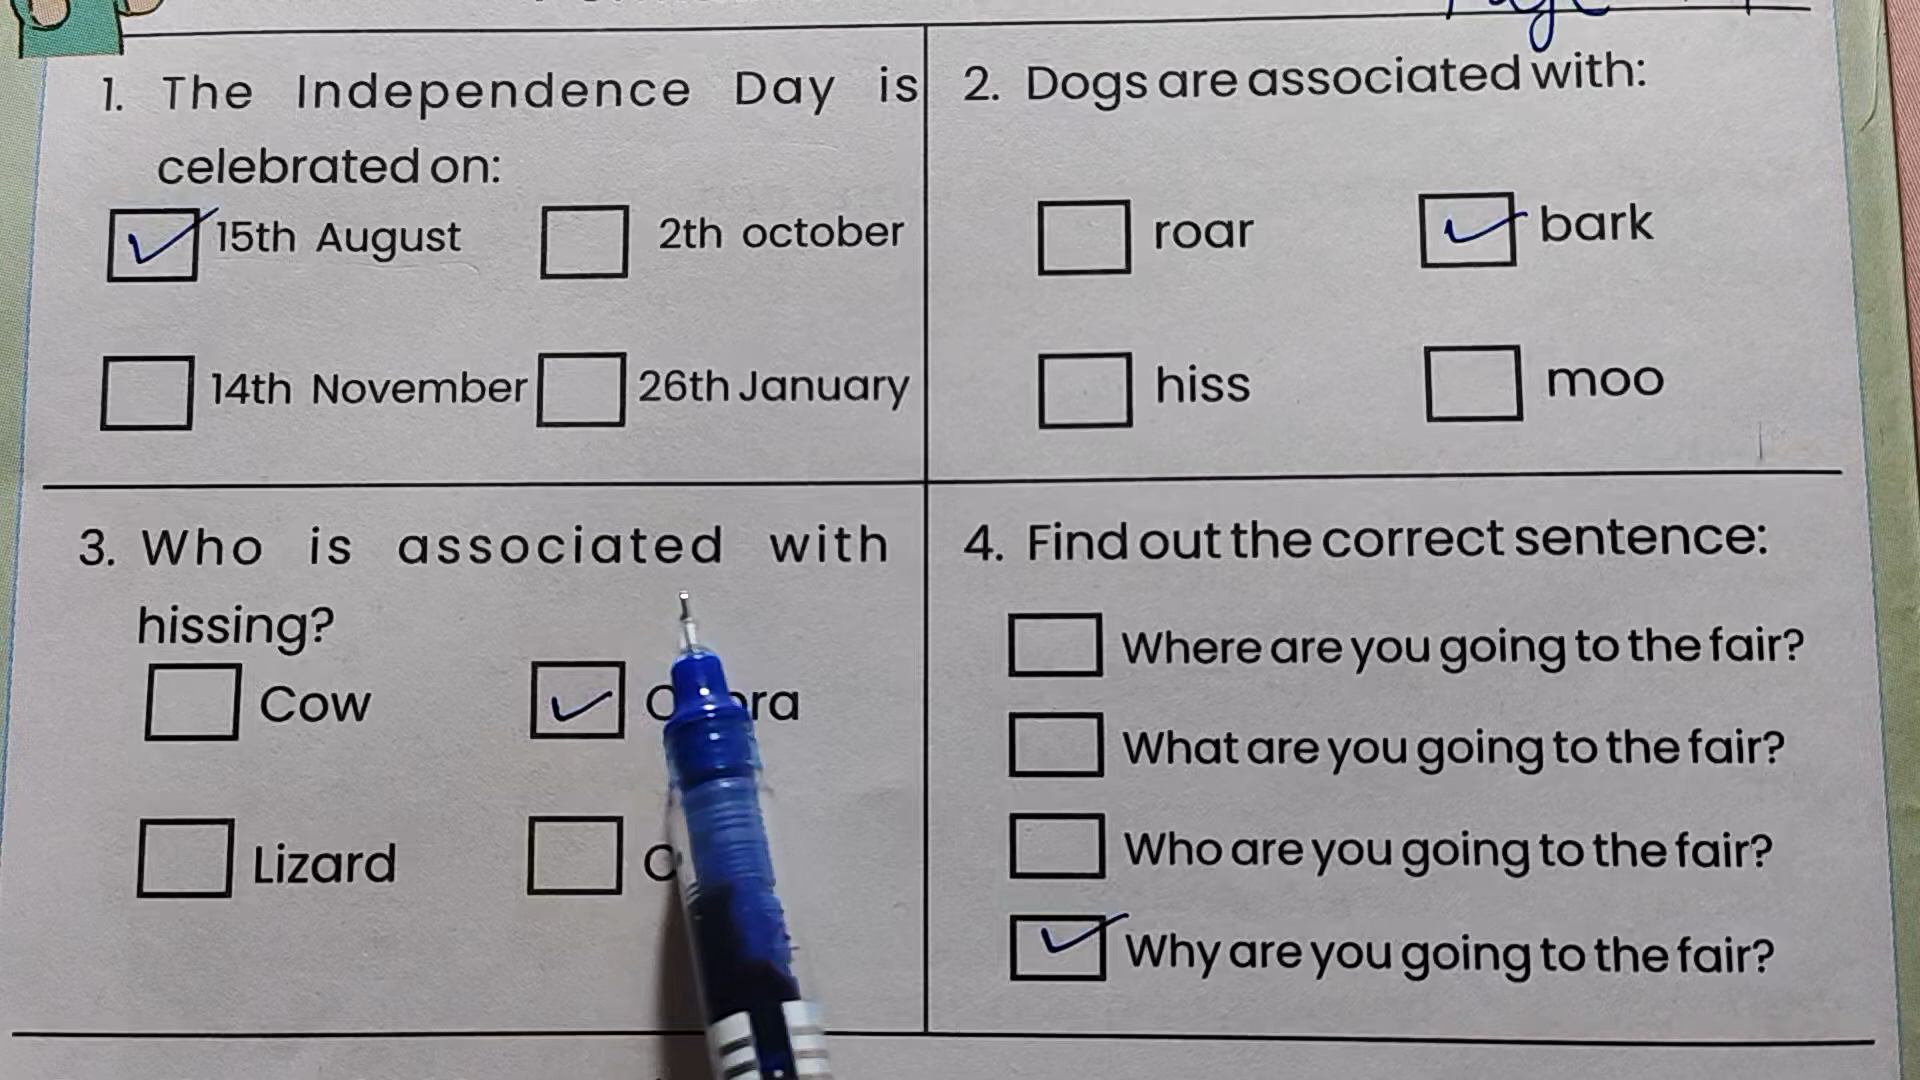 1. The Independence Day is
celebrated on:
15th August
2th october
14th November
26th January
2. Dogs are associated with:
roar
bark
hiss
moo
3. Who is associated with
hissing?
Cow
Lizard
4. Find out the correct sentence:
Where are you going to the fair?
What are you going to the fair?
Who are you going to the fair?
Why are you going to the fair?